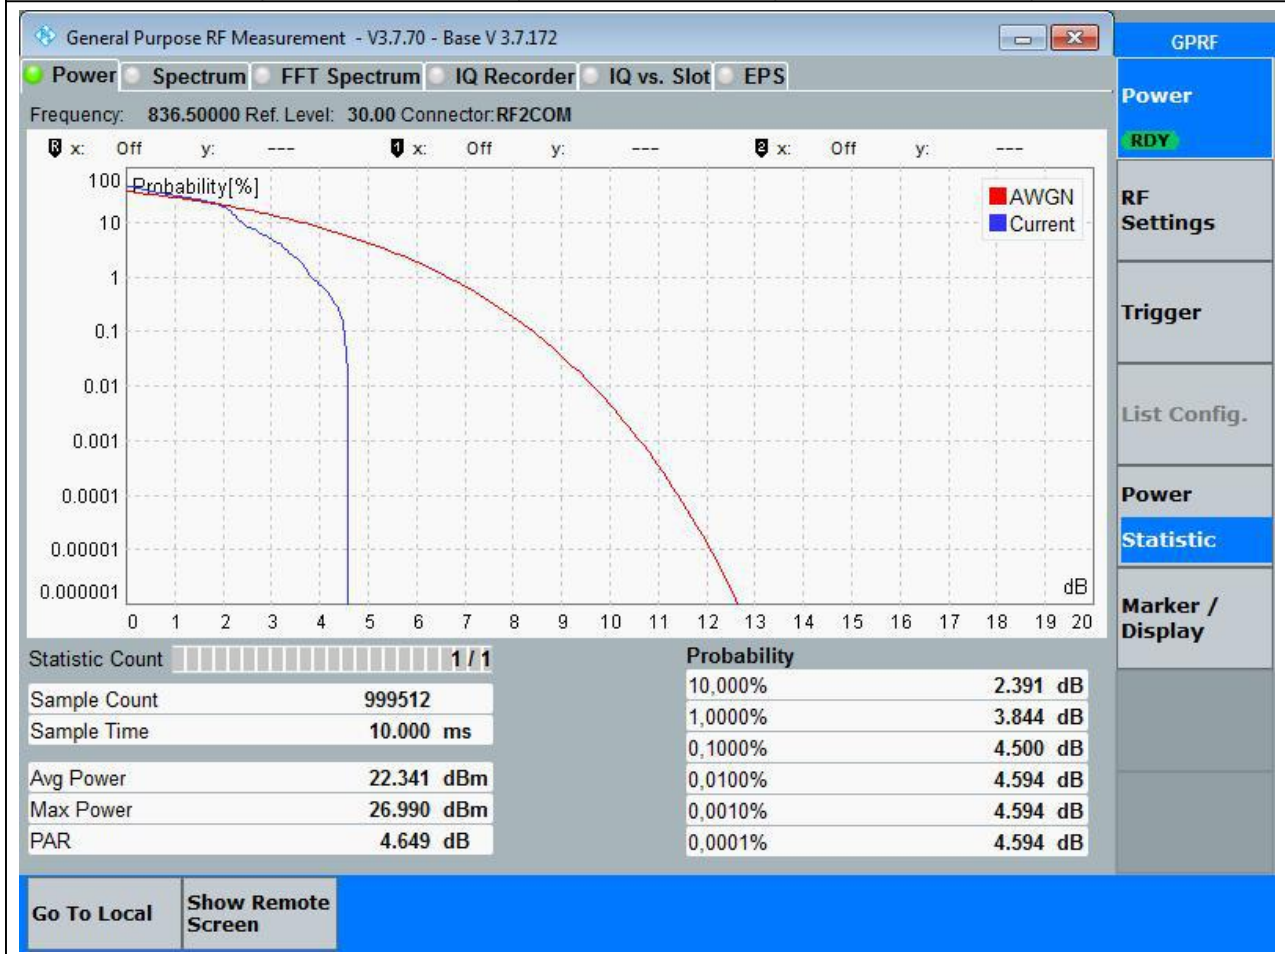 General Purpose RF Measurement - V3.7.70 - Base V 3.7.172
GPRF
Power Spectrum FFT Spectrum IQ Recorder IQ vs. Slot EPS
Frequency: 836.50000 Ref. Level: 30.00 Connector:RF2COM
R x: Off y: --- 1 x: Off y: --- 2 x: Off y: ---
Probability[%]
100
10
1
0.1
0.01
0.001
0.0001
0.00001
0.000001
AWGN
Current
dB
0 1 2 3 4 5 6 7 8 9 10 11 12 13 14 15 16 17 18 19 20
Statistic Count 1 / 1
Sample Count 999512
Sample Time 10.000 ms
Avg Power 22.341 dBm
Max Power 26.990 dBm
PAR 4.649 dB
Probability
10,000% 2.391 dB
1,0000% 3.844 dB
0,1000% 4.500 dB
0,0100% 4.594 dB
0,0010% 4.594 dB
0,0001% 4.594 dB
Power
RDY
RF
Settings
Trigger
List Config.
Power
Statistic
Marker /
Display
Go To Local
Show Remote
Screen